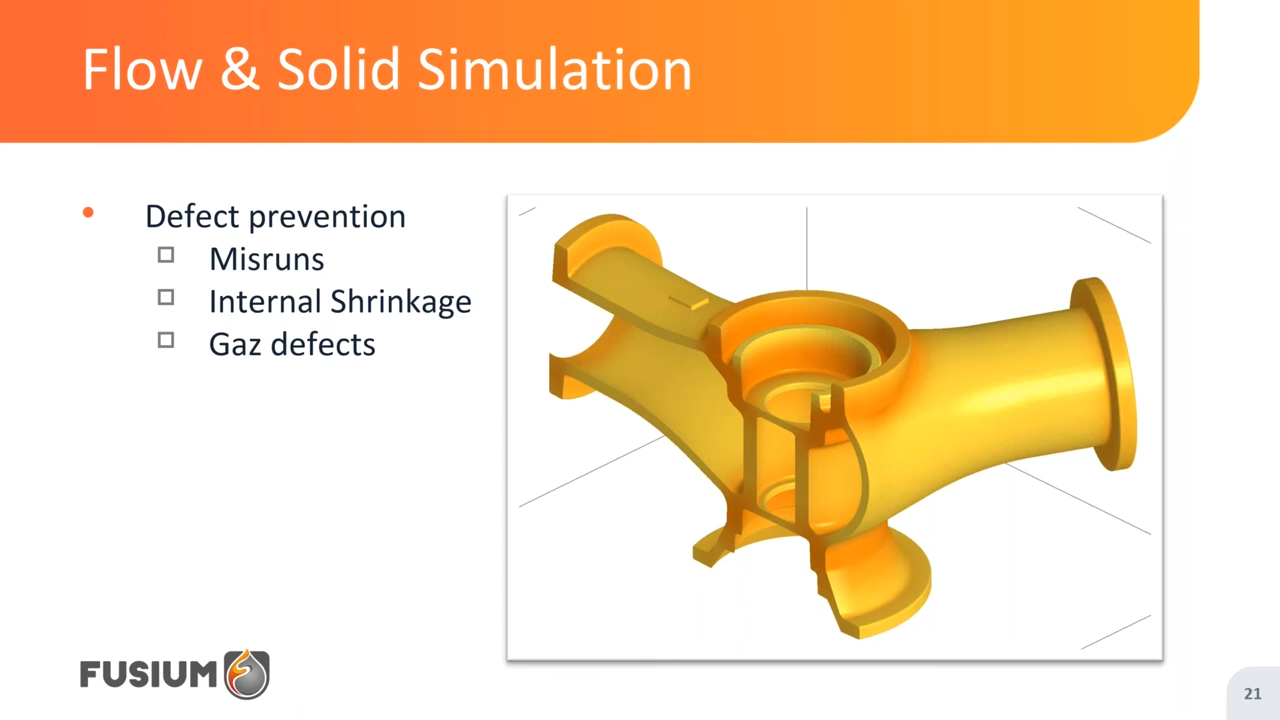 Flow & Solid Simulation
Defect prevention
Misruns
Internal Shrinkage
Gaz defects
FUSIUM
21